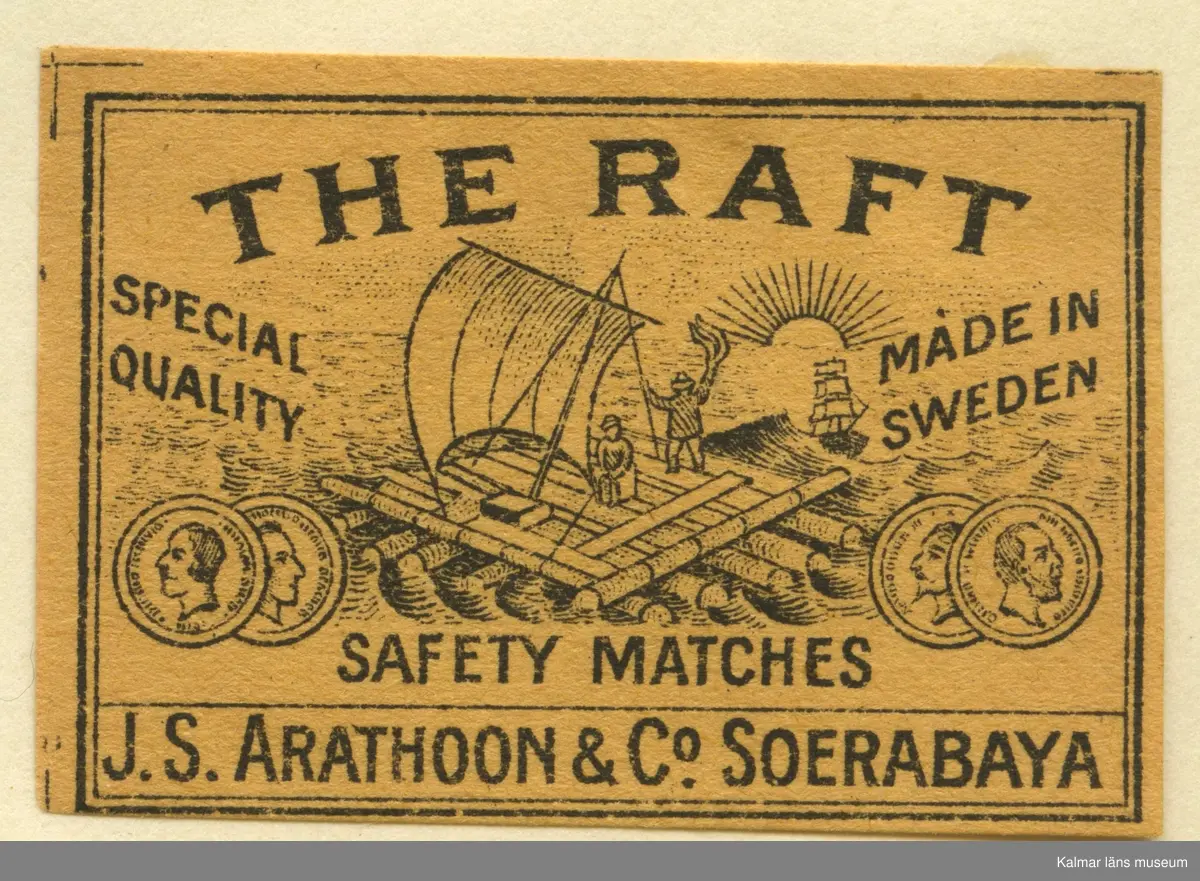 THE RAFT
SPECIAL
QUALITY
MADE IN
SWEDEN
SAFETY MATCHES
J. S. ARATHOON & Co. SOERABAYA
Kalmar läns museum